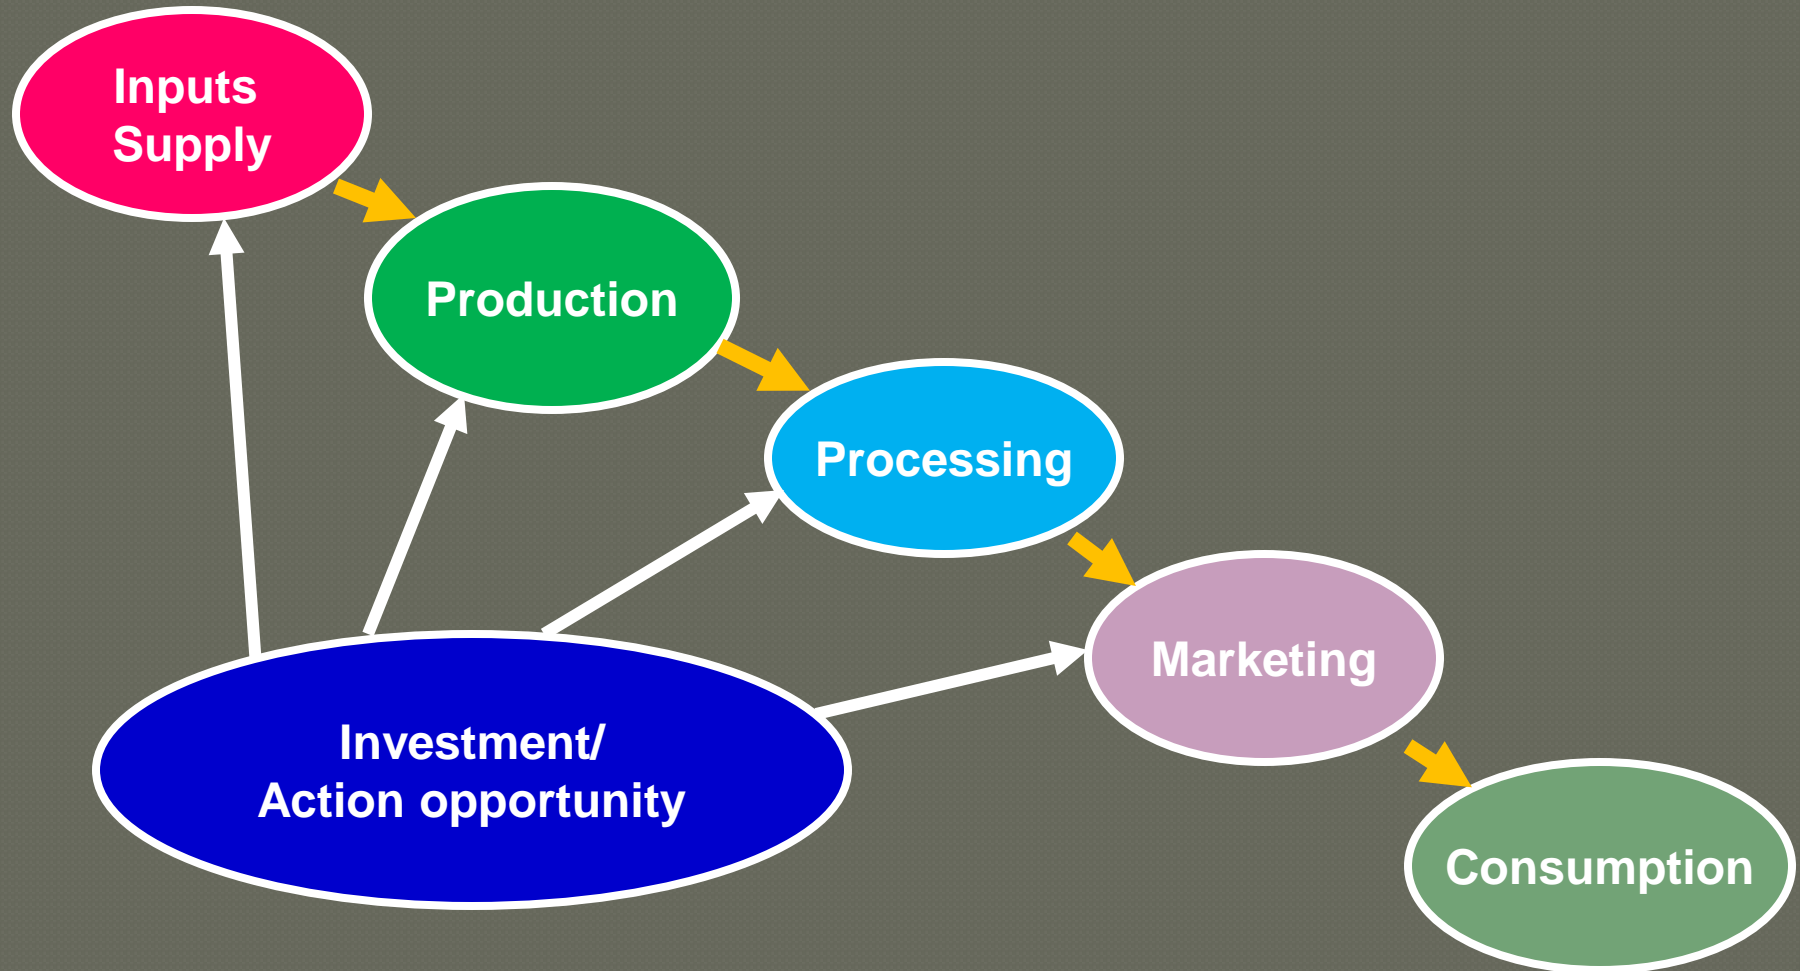 Inputs
Supply
Production
Processing
Marketing
Investment/
Action opportunity
Consumption